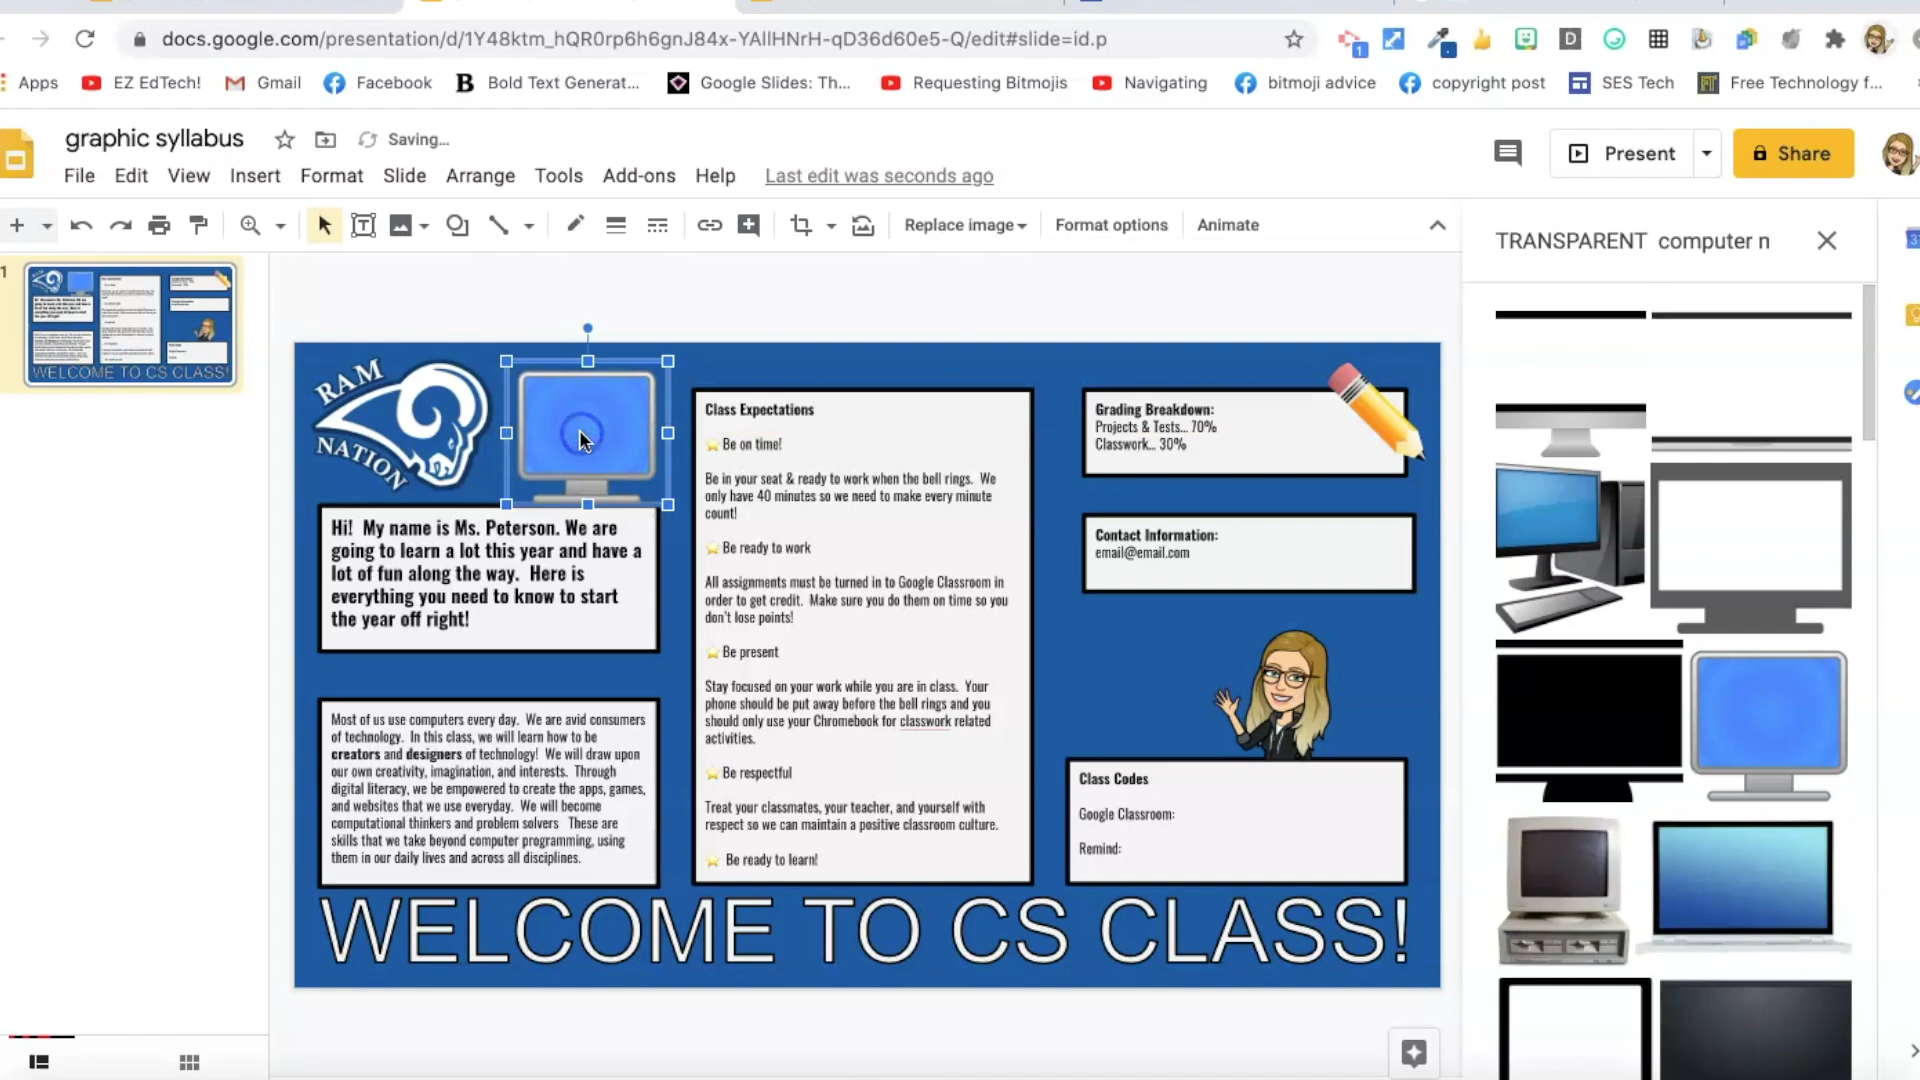 docs.google.com/presentation/d/1Y48ktm_hQR0rp6h6gnJ84x-YAllHNrH-qD36d60e5-Q/edit#slide=id.p
1
D
Apps
EZ EdTech!
Gmail
Facebook
B
Bold Text Generat...
Google Slides: Th...
Requesting Bitmojis
Navigating
bitmoji advice
copyright post
SES Tech
Free Technology f...
graphic syllabus
Saving...
Present
Share
File
Edit
View
Insert
Format
Slide
Arrange
Tools
Add-ons
Help
Last edit was seconds ago
Replace image
Format options
Animate
TRANSPARENT computer n
1
WELCOME TO CS CLASS!
RAM
NATION
Hi! My name is Ms. Peterson. We are
going to learn a lot this year and have a
lot of fun along the way. Here is
everything you need to know to start
the year off right!
Most of us use computers every day. We are avid consumers
of technology. In this class, we will learn how to be
creators and designers of technology! We will draw upon
our own creativity, imagination, and interests. Through
digital literacy, we be empowered to create the apps, games,
and websites that we use everyday. We will become
computational thinkers and problem solvers These are
skills that we take beyond computer programming, using
them in our daily lives and across all disciplines.
Class Expectations
Be on time!
Be in your seat & ready to work when the bell rings. We
only have 40 minutes so we need to make every minute
count!
Be ready to work
All assignments must be turned in to Google Classroom in
order to get credit. Make sure you do them on time so you
don't lose points!
Be present
Stay focused on your work while you are in class. Your
phone should be put away before the bell rings and you
should only use your Chromebook for classwork related
activities.
Be respectful
Treat your classmates, your teacher, and yourself with
respect so we can maintain a positive classroom culture.
Be ready to learn!
Grading Breakdown:
Projects & Tests... 70%
Classwork... 30%
Contact Information:
email@email.com
Class Codes
Google Classroom:
Remind:
WELCOME TO CS CLASS!